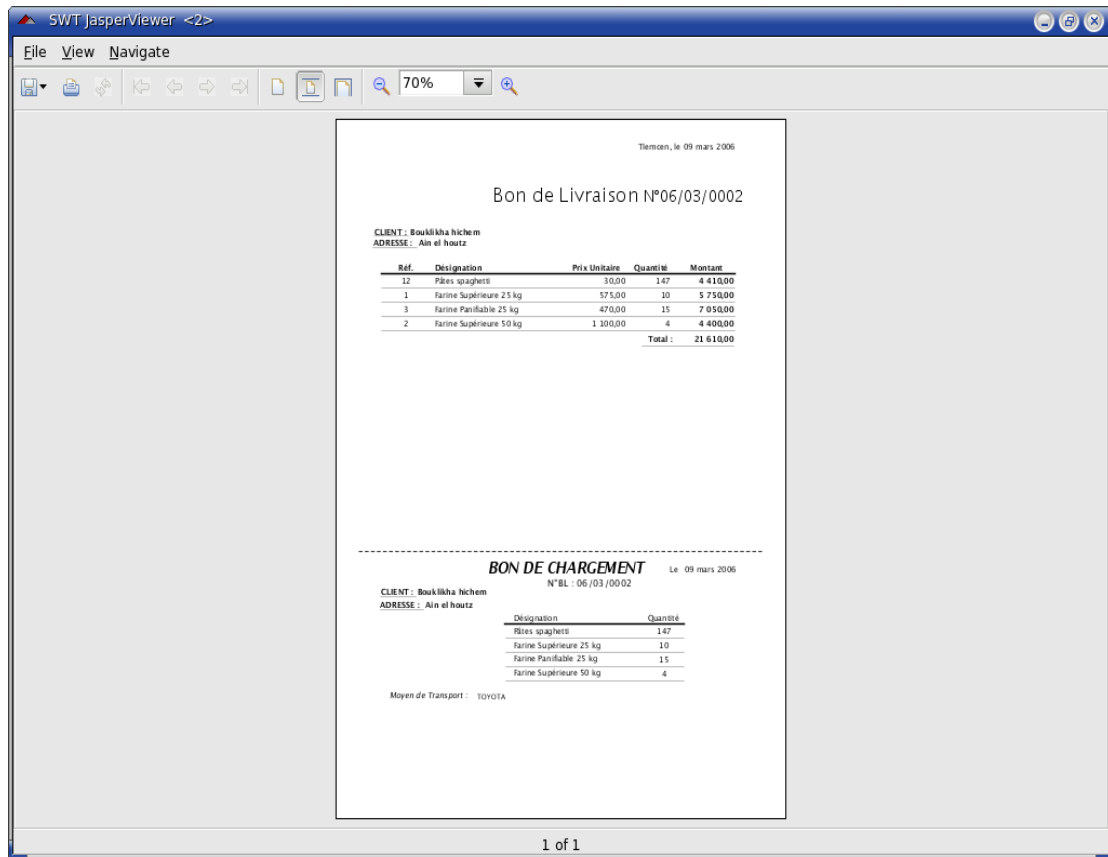 SWT JasperViewer <2>
File View Navigate
70%
Tlemcen, le 09 mars 2006
Bon de Livraison N°06/03/0002
CLIENT : Bouklikha hichem
ADRESSE : Ain el houtz
Réf. Désignation Prix Unitaire Quantité Montant
12 Pâtes spaghetti 30,00 147 4 410,00
1 Farine Supérieure 25 kg 575,00 10 5 750,00
3 Farine Panifiable 25 kg 470,00 15 7 050,00
2 Farine Supérieure 50 kg 1 100,00 4 4 400,00
Total : 21 610,00
BON DE CHARGEMENT Le 09 mars 2006
N°BL : 06/03/0002
CLIENT : Bouklikha hichem
ADRESSE : Ain el houtz
Désignation Quantité
Pâtes spaghetti 147
Farine Supérieure 25 kg 10
Farine Panifiable 25 kg 15
Farine Supérieure 50 kg 4
Moyen de Transport : TOYOTA
1 of 1